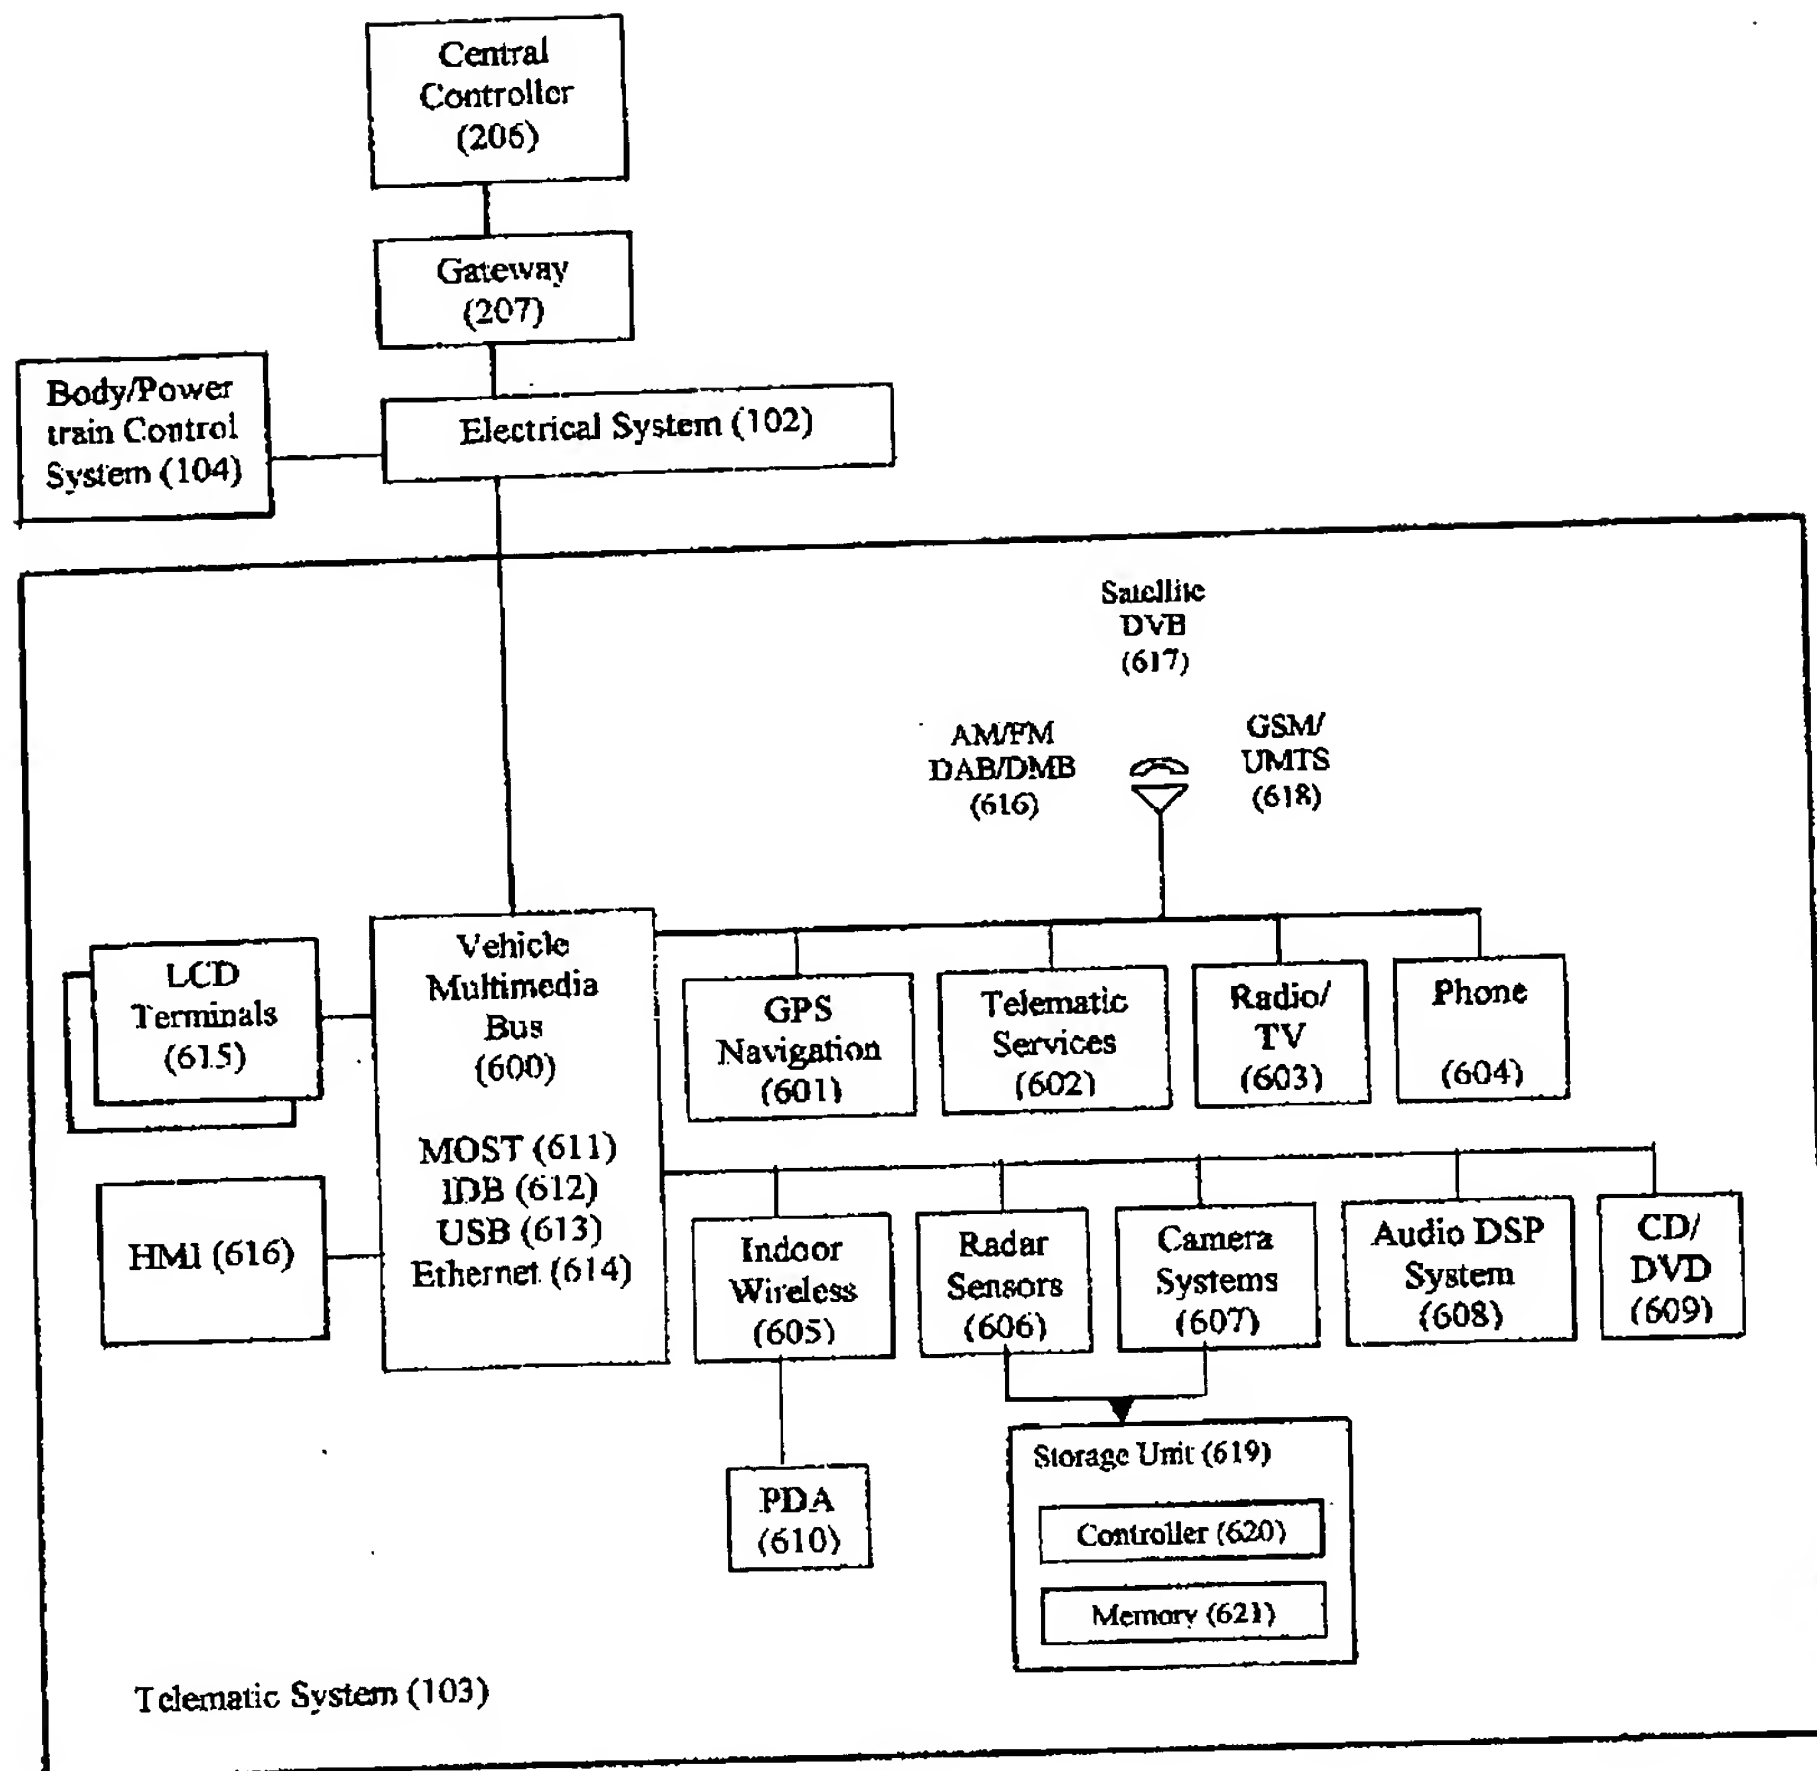 Central
Controller
(206)
Gateway
(207)
Body/Power
train Control
System (104)
Electrical System (102)
Satellite
DVB
(617)
AM/FM
DAB/DMB
(616)
GSM/
UMTS
(618)
LCD
Terminals
(615)
HMI (616)
Vehicle
Multimedia
Bus
(600)
MOST (611)
IDB (612)
USB (613)
Ethernet (614)
GPS
Navigation
(601)
Telematic
Services
(602)
Radio/
TV
(603)
Phone
(604)
Indoor
Wireless
(605)
Radar
Sensors
(606)
Camera
Systems
(607)
Audio DSP
System
(608)
CD/
DVD
(609)
PDA
(610)
Storage Unit (619)
Controller (620)
Memory (621)
Telematic System (103)